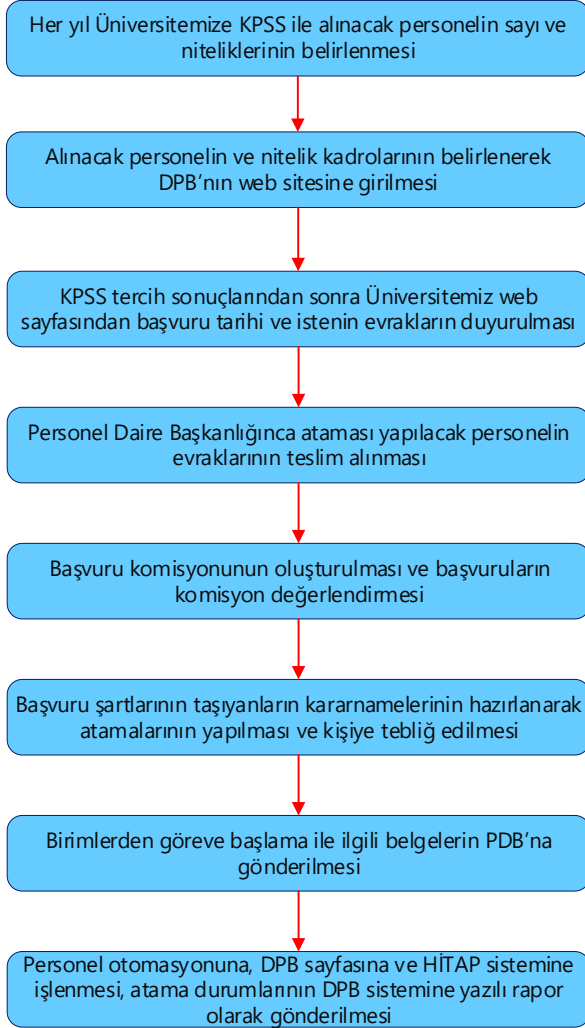 Her yıl Üniversitemize KPSS ile alınacak personelin sayı ve
niteliklerinin belirlenmesi
Alınacak personelin ve nitelik kadrolarının belirlenerek
DPB’nın web sitesine girilmesi
KPSS tercih sonuçlarından sonra Üniversitemiz web
sayfasından başvuru tarihi ve istenin evrakların duyurulması
Personel Daire Başkanlığınca ataması yapılacak personelin
evraklarının teslim alınması
Başvuru komisyonunun oluşturulması ve başvuruların
komisyon değerlendirmesi
Başvuru şartlarının taşıyanların kararnamelerinin hazırlanarak
atamalarının yapılması ve kişiye tebliğ edilmesi
Birimlerden göreve başlama ile ilgili belgelerin PDB’na
gönderilmesi
Personel otomasyonuna, DPB sayfasına ve HİTAP sistemine
işlenmesi, atama durumlarının DPB sistemine yazılı rapor
olarak gönderilmesi